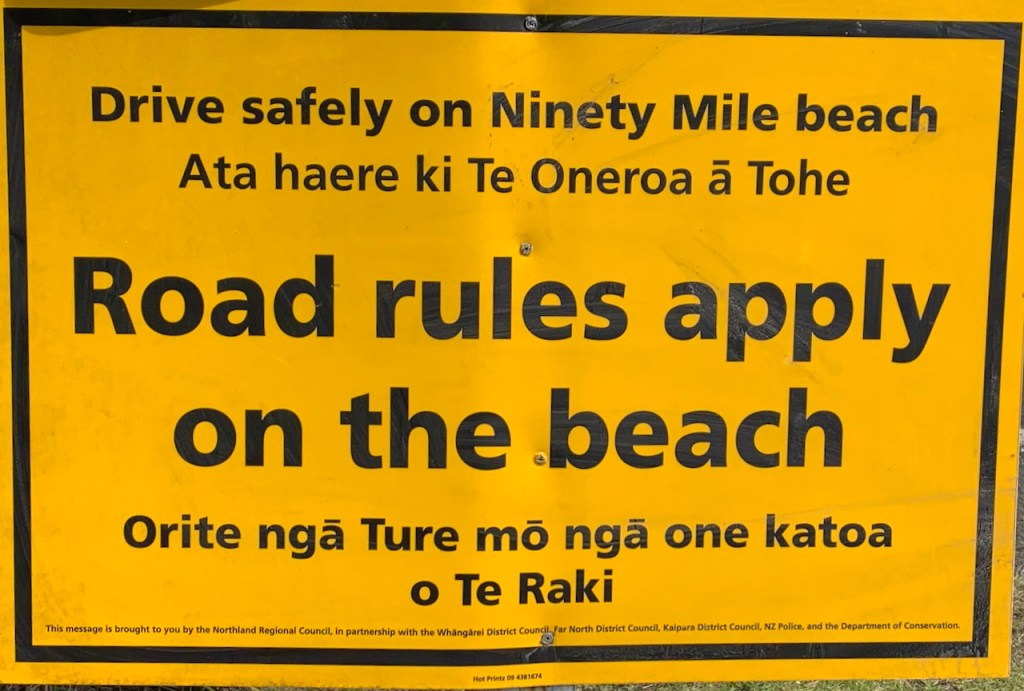 Drive safely on Ninety Mile beach
Ata haere ki Te Oneroa ā Tohe
Road rules apply
on the beach
Orite ngā Ture mō ngā one katoa
o Te Raki
This message is brought to you by the Northland Regional Council, in partnership with the Whāngārei District Council, Far North District Council, Kaipara District Council, NZ Police, and the Department of Conservation.
Hot Printz 09 4381674